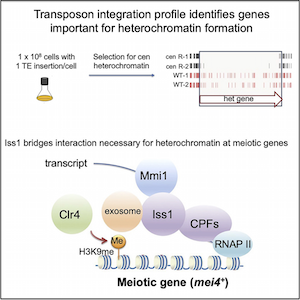 Transposon integration profile identifies genes
important for heterochromatin formation
1 x 10⁸ cells with
1 TE insertion/cell
Selection for cen
heterochromatin
cen R-1
cen R-2
WT-1
WT-2
het gene
Iss1 bridges interaction necessary for heterochromatin at meiotic genes
transcript
Mmi1
Clr4
exosome
Iss1
CPFs
RNAP II
Me
H3K9me
Meiotic gene (mei4⁺)